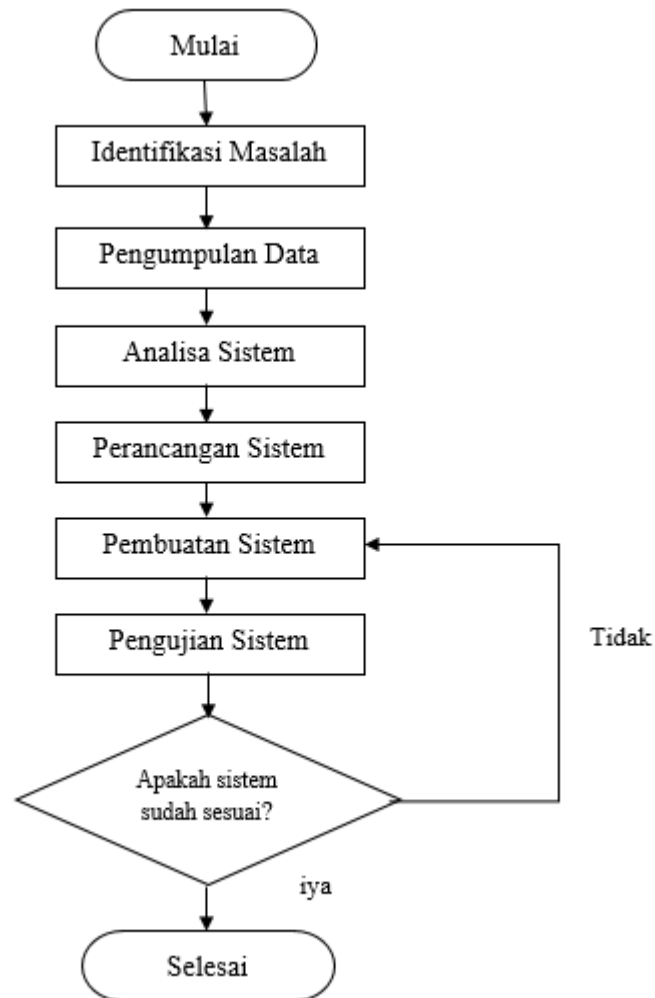 Mulai
Identifikasi Masalah
Pengumpulan Data
Analisa Sistem
Perancangan Sistem
Pembuatan Sistem
Pengujian Sistem
Tidak
Apakah sistem
sudah sesuai?
iya
Selesai